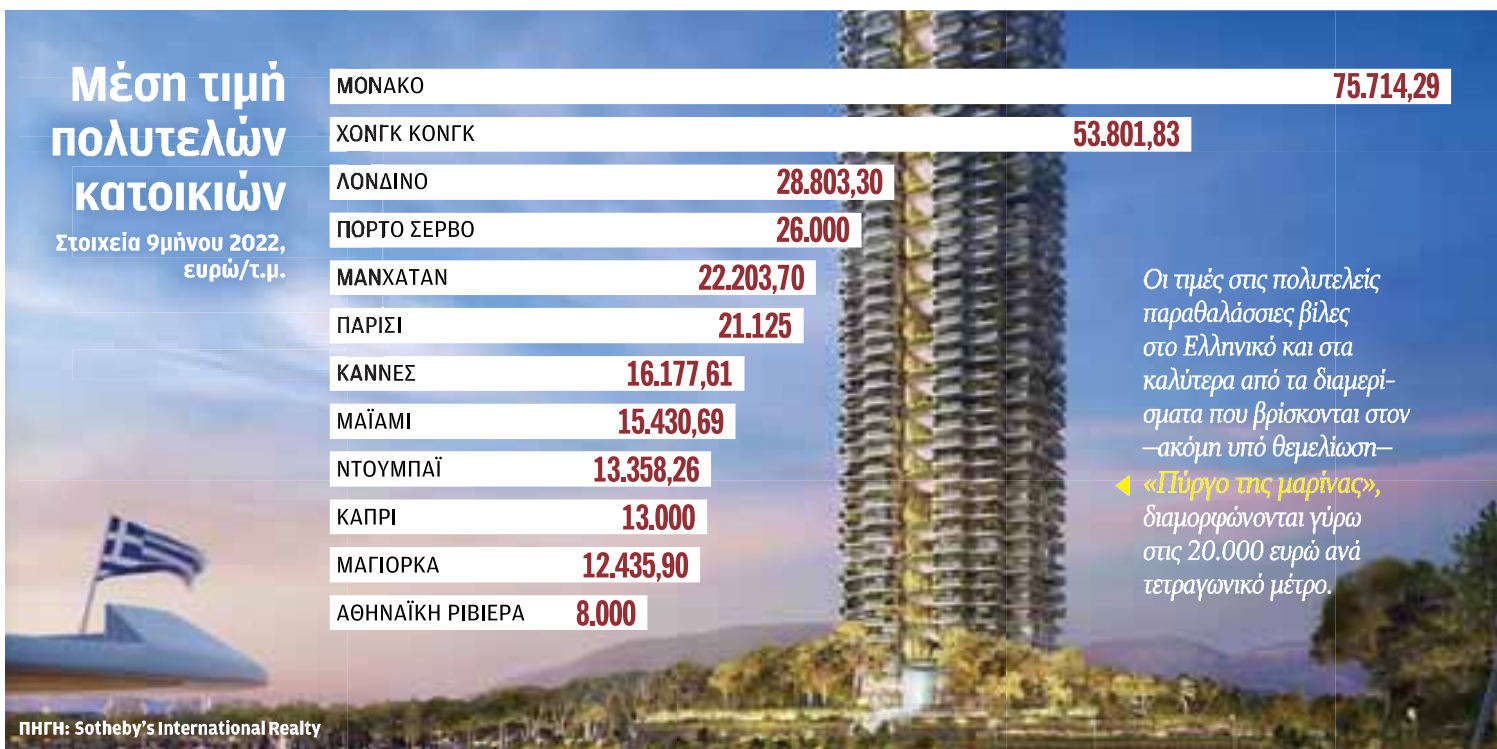 Μέση τιμή
πολυτελών
κατοικιών
Στοιχεία 9μήνου 2022,
ευρώ/τ.μ.
ΜΟΝΑΚΟ 75.714,29
ΧΟΝΓΚ ΚΟΝΓΚ 53.801,83
ΛΟΝΔΙΝΟ 28.803,30
ΠΟΡΤΟ ΣΕΡΒΟ 26.000
ΜΑΝΧΑΤΑΝ 22.203,70
ΠΑΡΙΣΙ 21.125
ΚΑΝΝΕΣ 16.177,61
ΜΑΪΑΜΙ 15.430,69
ΝΤΟΥΜΠΑΪ 13.358,26
ΚΑΠΡΙ 13.000
ΜΑΓΙΟΡΚΑ 12.435,90
ΑΘΗΝΑΪΚΗ ΡΙΒΙΕΡΑ 8.000
Οι τιμές στις πολυτελείς
παραθαλάσσιες βίλες
στο Ελληνικό και στα
καλύτερα από τα διαμερί-
σματα που βρίσκονται στον
–ακόμη υπό θεμελίωση–
«Πύργο της μαρίνας»,
διαμορφώνονται γύρω
στις 20.000 ευρώ ανά
τετραγωνικό μέτρο.
ΠΗΓΗ: Sotheby's International Realty